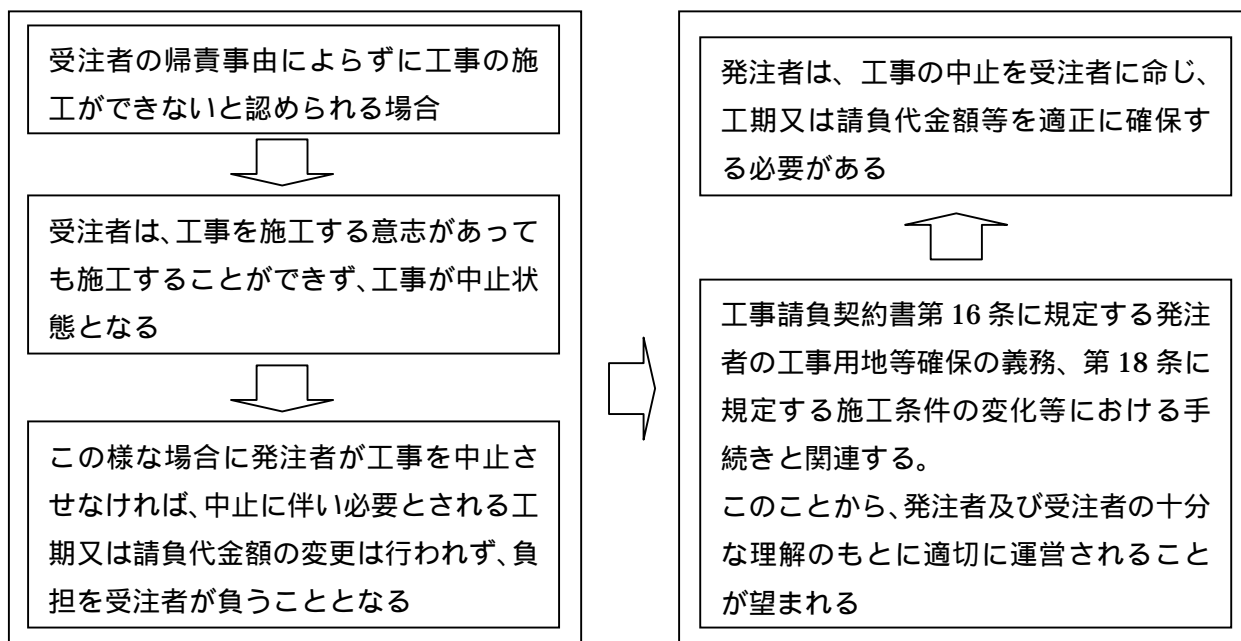 受注者の帰責事由によらずに工事の施
工ができないと認められる場合
受注者は、工事を施工する意志があって
も施工することができず、工事が中止状
態となる
この様な場合に発注者が工事を中止さ
せなければ、中止に伴い必要とされる工
期又は請負代金額の変更は行われず、負
担を受注者が負うこととなる
工事請負契約書第 16 条に規定する発注
者の工事用地等確保の義務、第 18 条に
規定する施工条件の変化等における手
続きと関連する。
このことから、発注者及び受注者の十分
な理解のもとに適切に運営されること
が望まれる
発注者は、工事の中止を受注者に命じ、
工期又は請負代金額等を適正に確保す
る必要がある